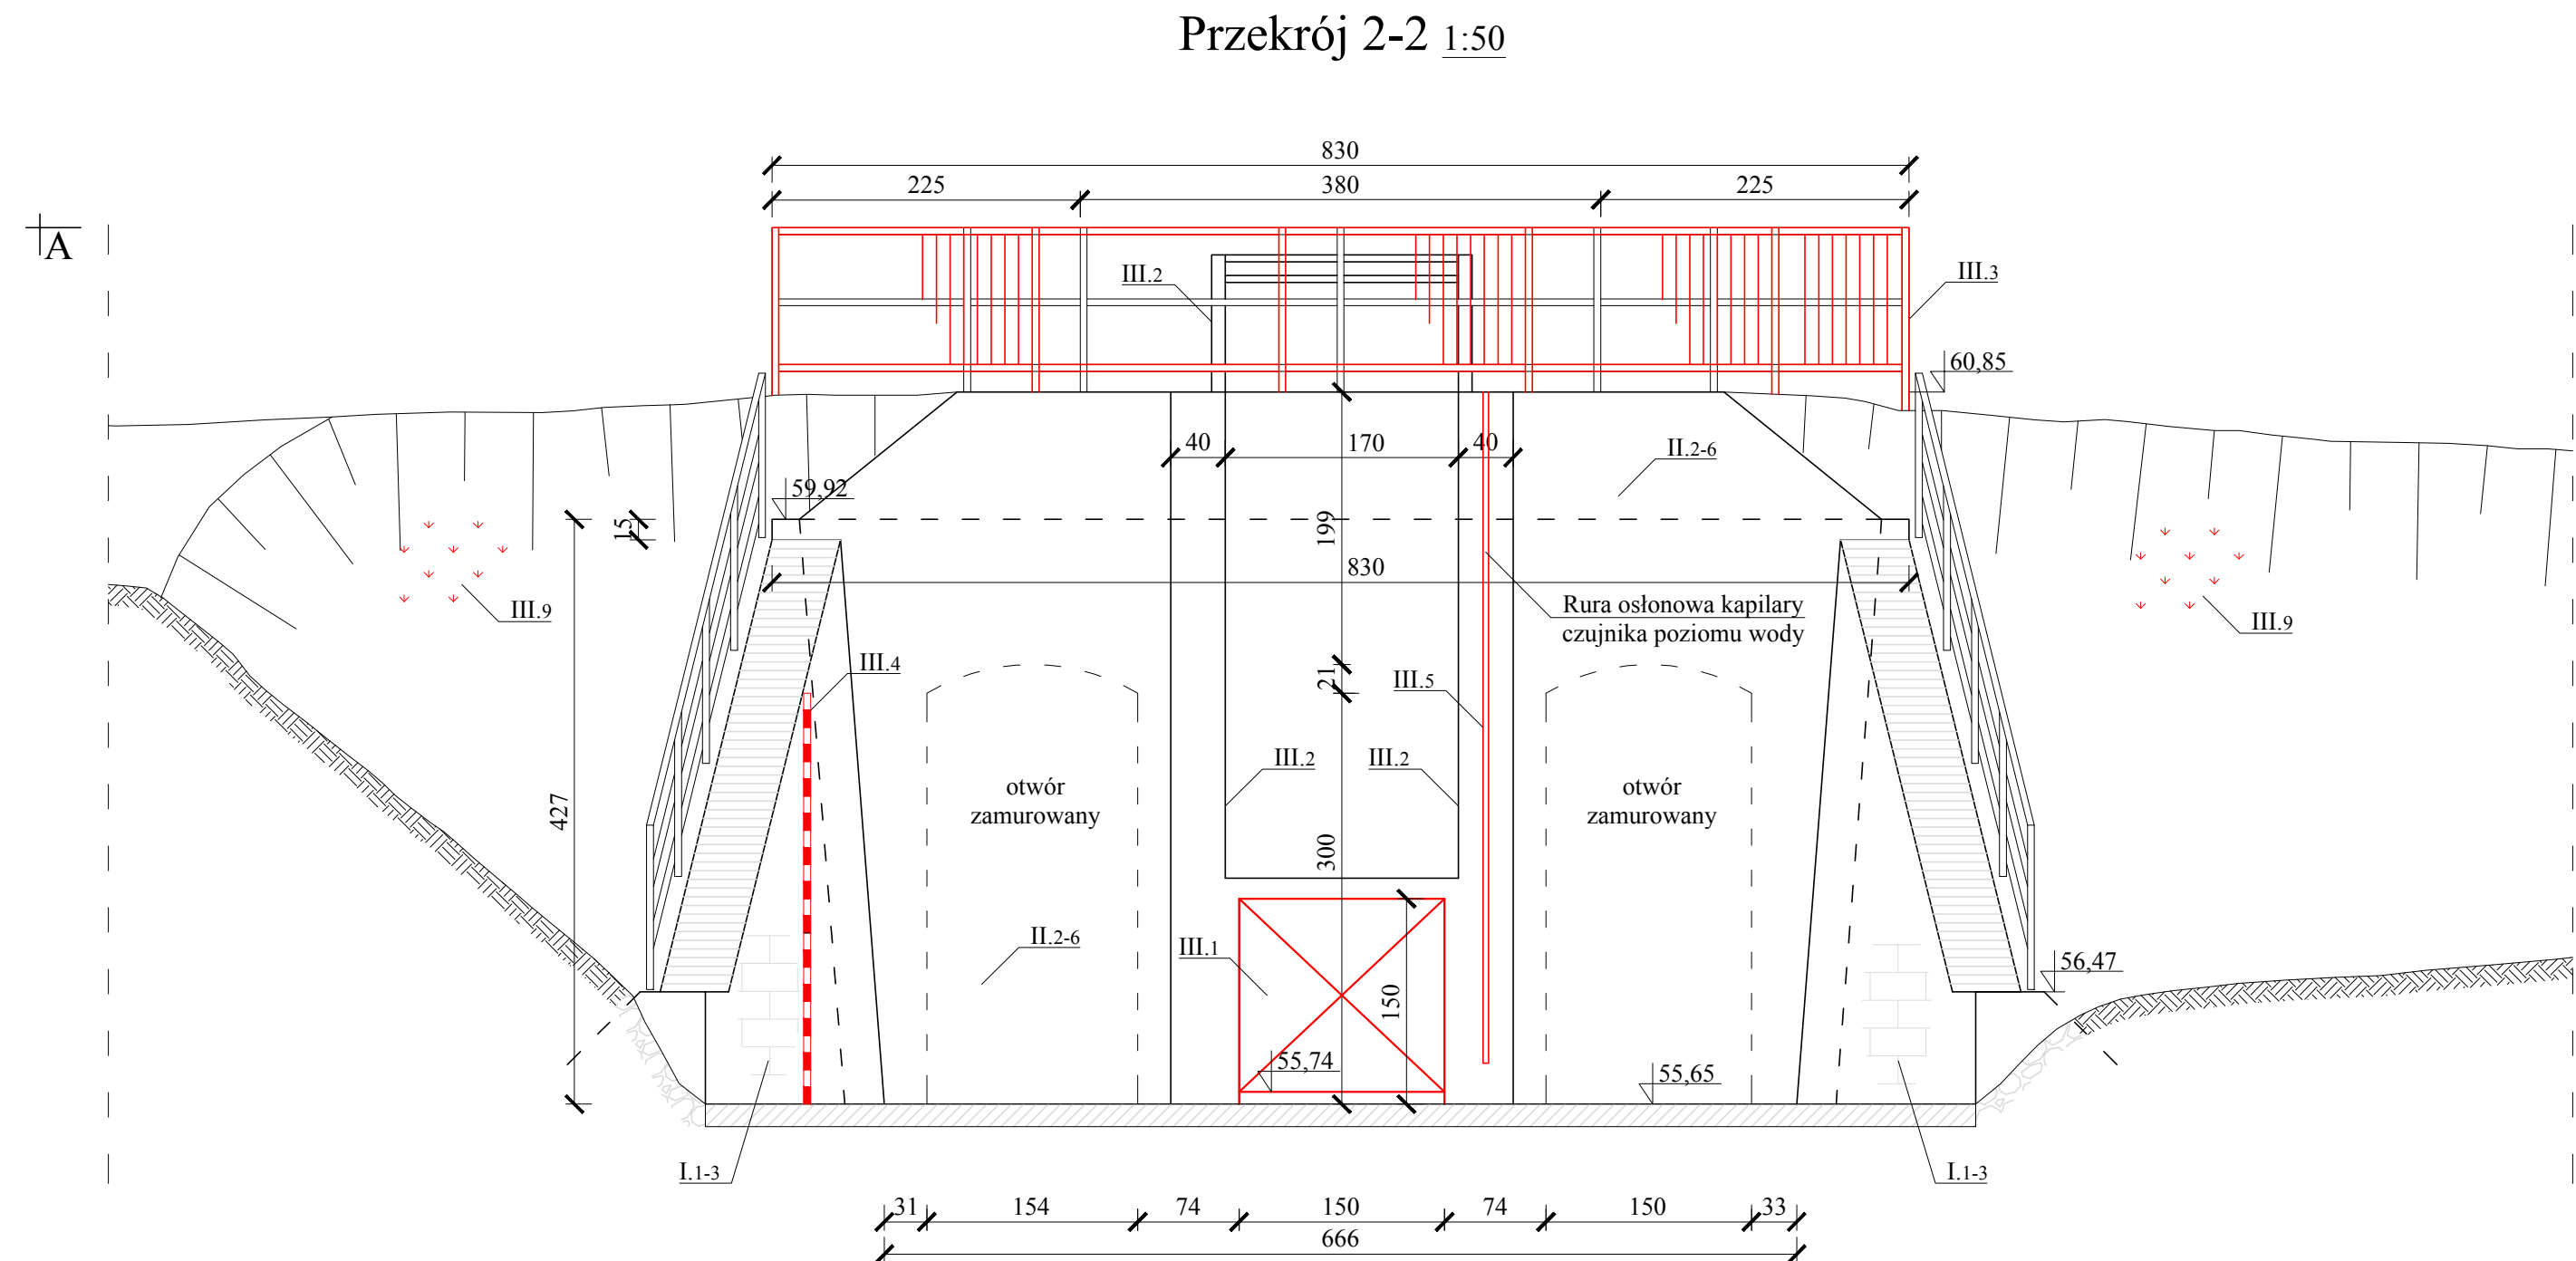 Przekrój 2-2 1:50
830
225 380 225
A
III.2
III.3
60,85
40 170 40
II.2-6
59,92
15
199
830
Rura osłonowa kapilary
czujnika poziomu wody
III.9
III.9
III.4
21
III.5
III.2 III.2
otwór
zamurowany
otwór
zamurowany
427
300
II.2-6
III.1
56,47
150
55,74
55,65
I.1-3
I.1-3
31 154 74 150 74 150 33
666